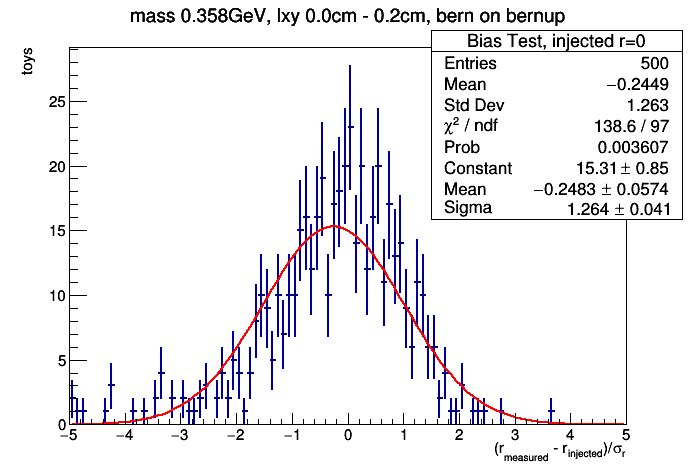 mass 0.358GeV, lxy 0.0cm - 0.2cm, bern on bernup
toys
Bias Test, injected r=0
Entries 500
Mean −0.2449
Std Dev 1.263
χ² / ndf 138.6 / 97
Prob 0.003607
Constant 15.31 ± 0.85
Mean −0.2483 ± 0.0574
Sigma 1.264 ± 0.041
25
20
15
10
5
0
−5 −4 −3 −2 −1 0 1 2 3 4 5
(r_measured - r_injected)/σ_r